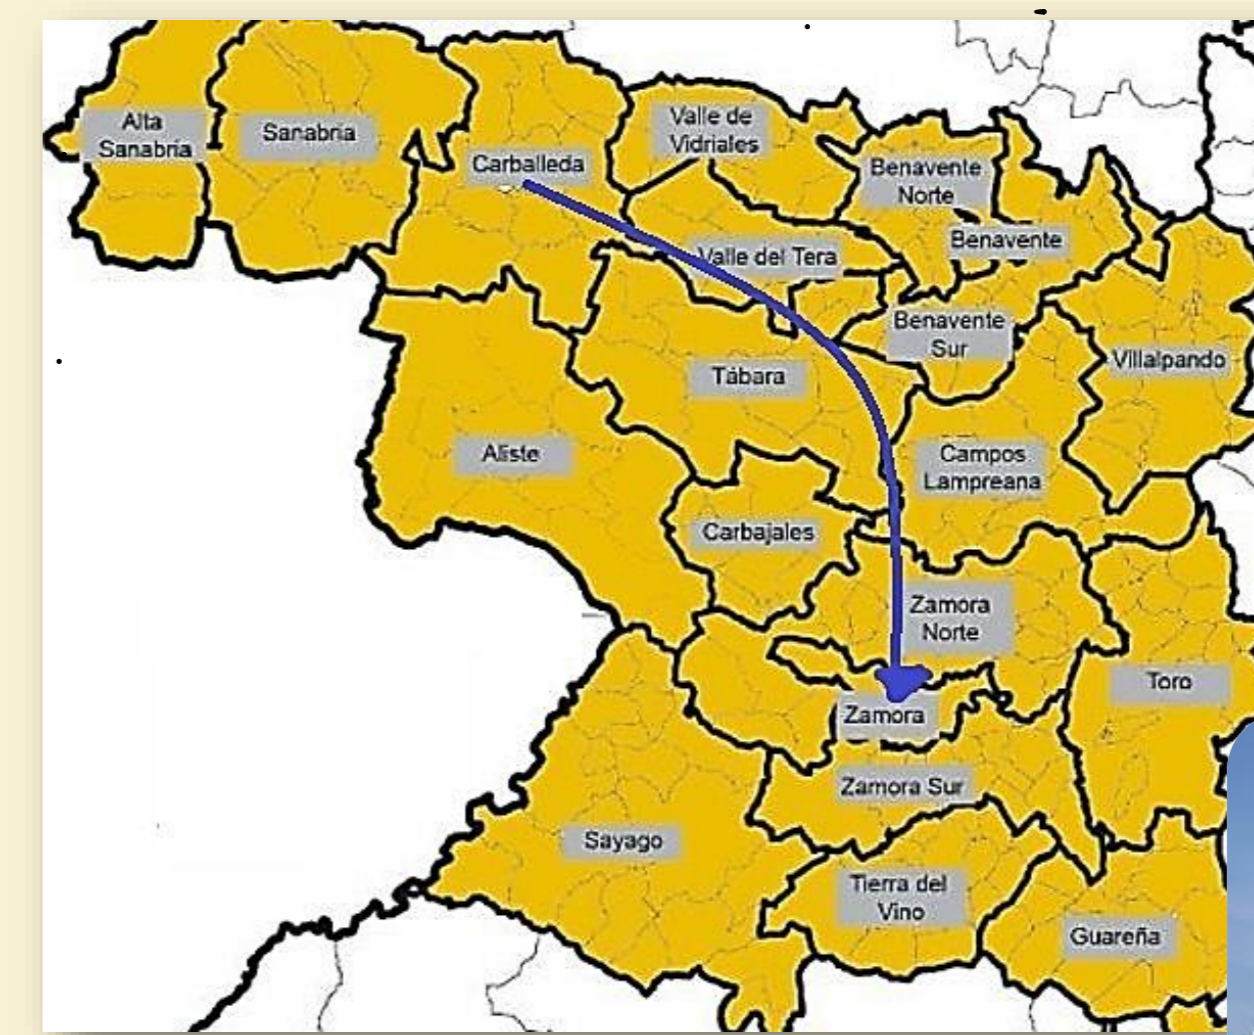 Alta
Sanabria
Sanabria
Carballeda
Valle de
Vidriales
Benavente
Norte
Benavente
Valle del Tera
Benavente
Sur
Villalpando
Tábara
Aliste
Campos
Lampreana
Carbajales
Zamora
Norte
Toro
Zamora
Zamora Sur
Sayago
Tierra del
Vino
Guareña